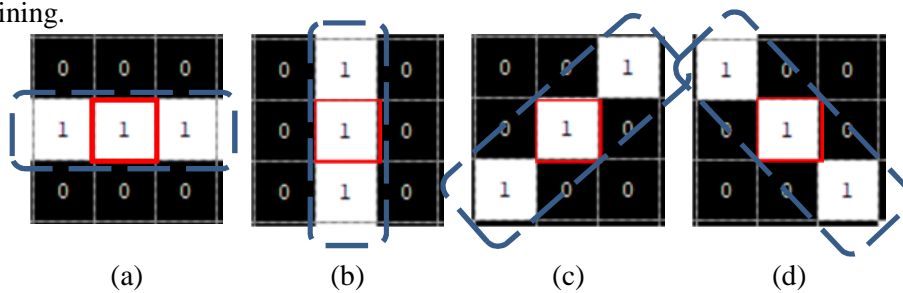 ining.
0 0 0 0 1 0 0 0 1 1 0 0
1 1 1 0 1 0 0 1 0 0 1 0
0 0 0 0 1 0 1 0 0 0 0 1
(a) (b) (c) (d)